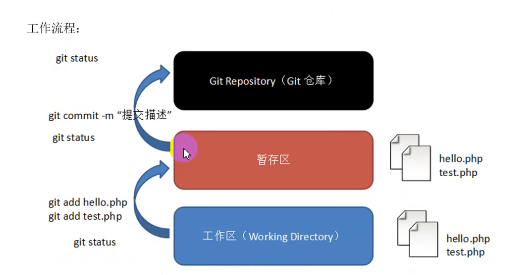 工作流程：
git status
Git Repository（Git 仓库）
git commit -m “提交描述”
git status
暂存区
hello.php
test.php
git add hello.php
git add test.php
git status
工作区（Working Directory）
hello.php
test.php